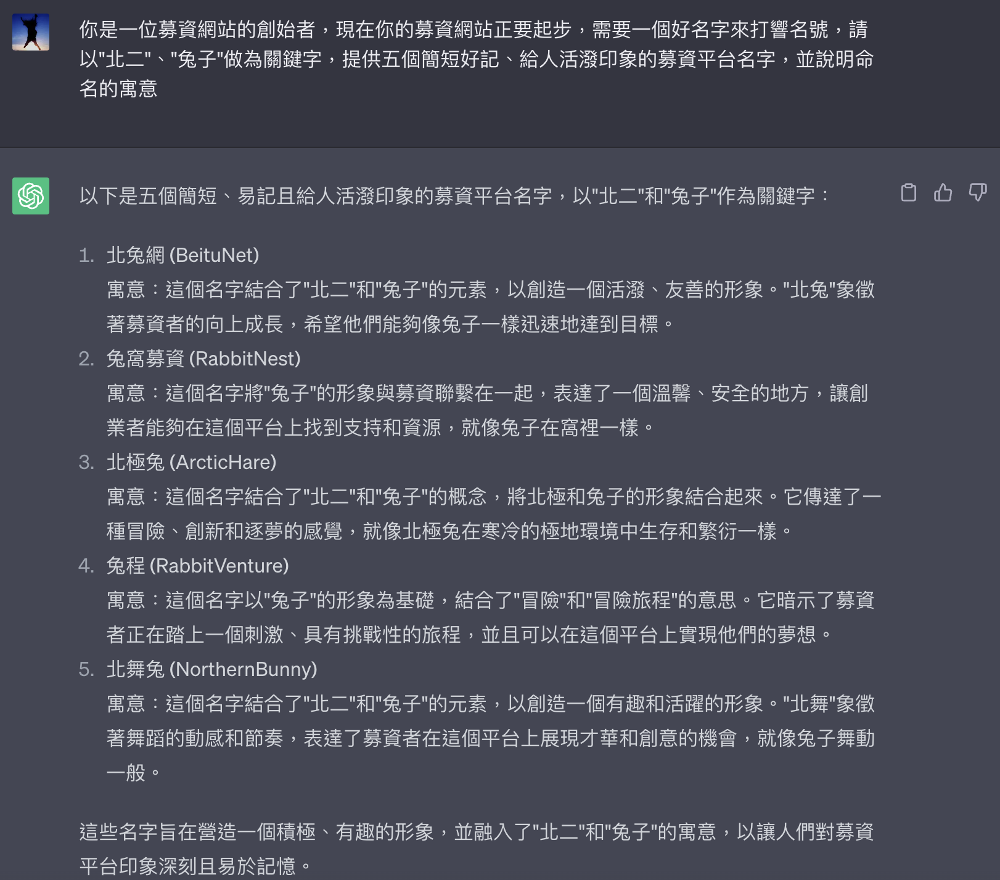 你是一位募資網站的創始者，現在你的募資網站正要起步，需要一個好名字來打響名號，請
以"北二"、"兔子"做為關鍵字，提供五個簡短好記、給人活潑印象的募資平台名字，並說明命
名的寓意
以下是五個簡短、易記且給人活潑印象的募資平台名字，以"北二"和"兔子"作為關鍵字：
1. 北兔網 (BeituNet)
寓意：這個名字結合了"北二"和"兔子"的元素，以創造一個活潑、友善的形象。"北兔"象徵
著募資者的向上成長，希望他們能夠像兔子一樣迅速地達到目標。
2. 兔窩募資 (RabbitNest)
寓意：這個名字將"兔子"的形象與募資聯繫在一起，表達了一個溫馨、安全的地方，讓創
業者能夠在這個平台上找到支持和資源，就像兔子在窩裡一樣。
3. 北極兔 (ArcticHare)
寓意：這個名字結合了"北二"和"兔子"的概念，將北極和兔子的形象結合起來。它傳達了一
種冒險、創新和逐夢的感覺，就像北極兔在寒冷的極地環境中生存和繁衍一樣。
4. 兔程 (RabbitVenture)
寓意：這個名字以"兔子"的形象為基礎，結合了"冒險"和"冒險旅程"的意思。它暗示了募資
者正在踏上一個刺激、具有挑戰性的旅程，並且可以在這個平台上實現他們的夢想。
5. 北舞兔 (NorthernBunny)
寓意：這個名字結合了"北二"和"兔子"的元素，以創造一個有趣和活躍的形象。"北舞"象徵
著舞蹈的動感和節奏，表達了募資者在這個平台上展現才華和創意的機會，就像兔子舞動
一般。
這些名字旨在營造一個積極、有趣的形象，並融入了"北二"和"兔子"的寓意，以讓人們對募資
平台印象深刻且易於記憶。